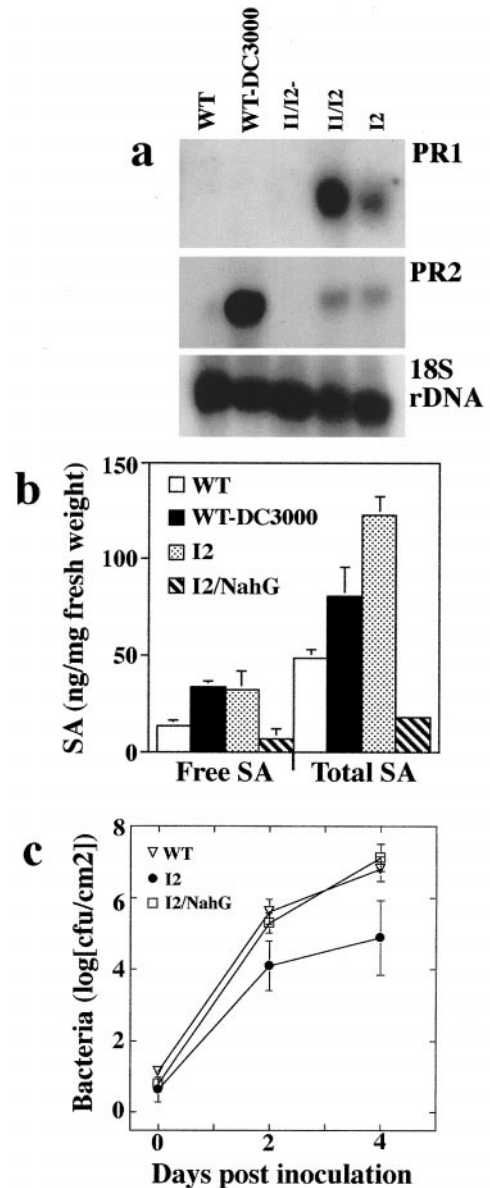 WT
WT-DC3000
I1/I2-
I1/I2
I2
a
PR1
PR2
18S
rDNA
b
150
100
50
0
SA (ng/mg fresh weight)
WT
WT-DC3000
I2
I2/NahG
Free SA
Total SA
c
8
6
4
2
0
Bacteria (log[cfu/cm2])
WT
I2
I2/NahG
0
2
4
Days post inoculation